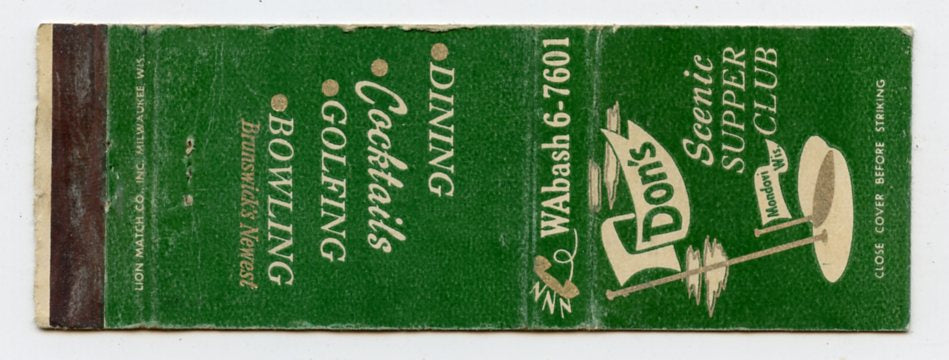 Don's
Scenic
SUPPER
CLUB
Mondovi
Wis.
CLOSE COVER BEFORE STRIKING
WAbash 6-7601
•DINING
•Cocktails
•GOLFING
•BOWLING
Brunswick's Newest
LION MATCH CO. INC. MILWAUKEE, WIS.